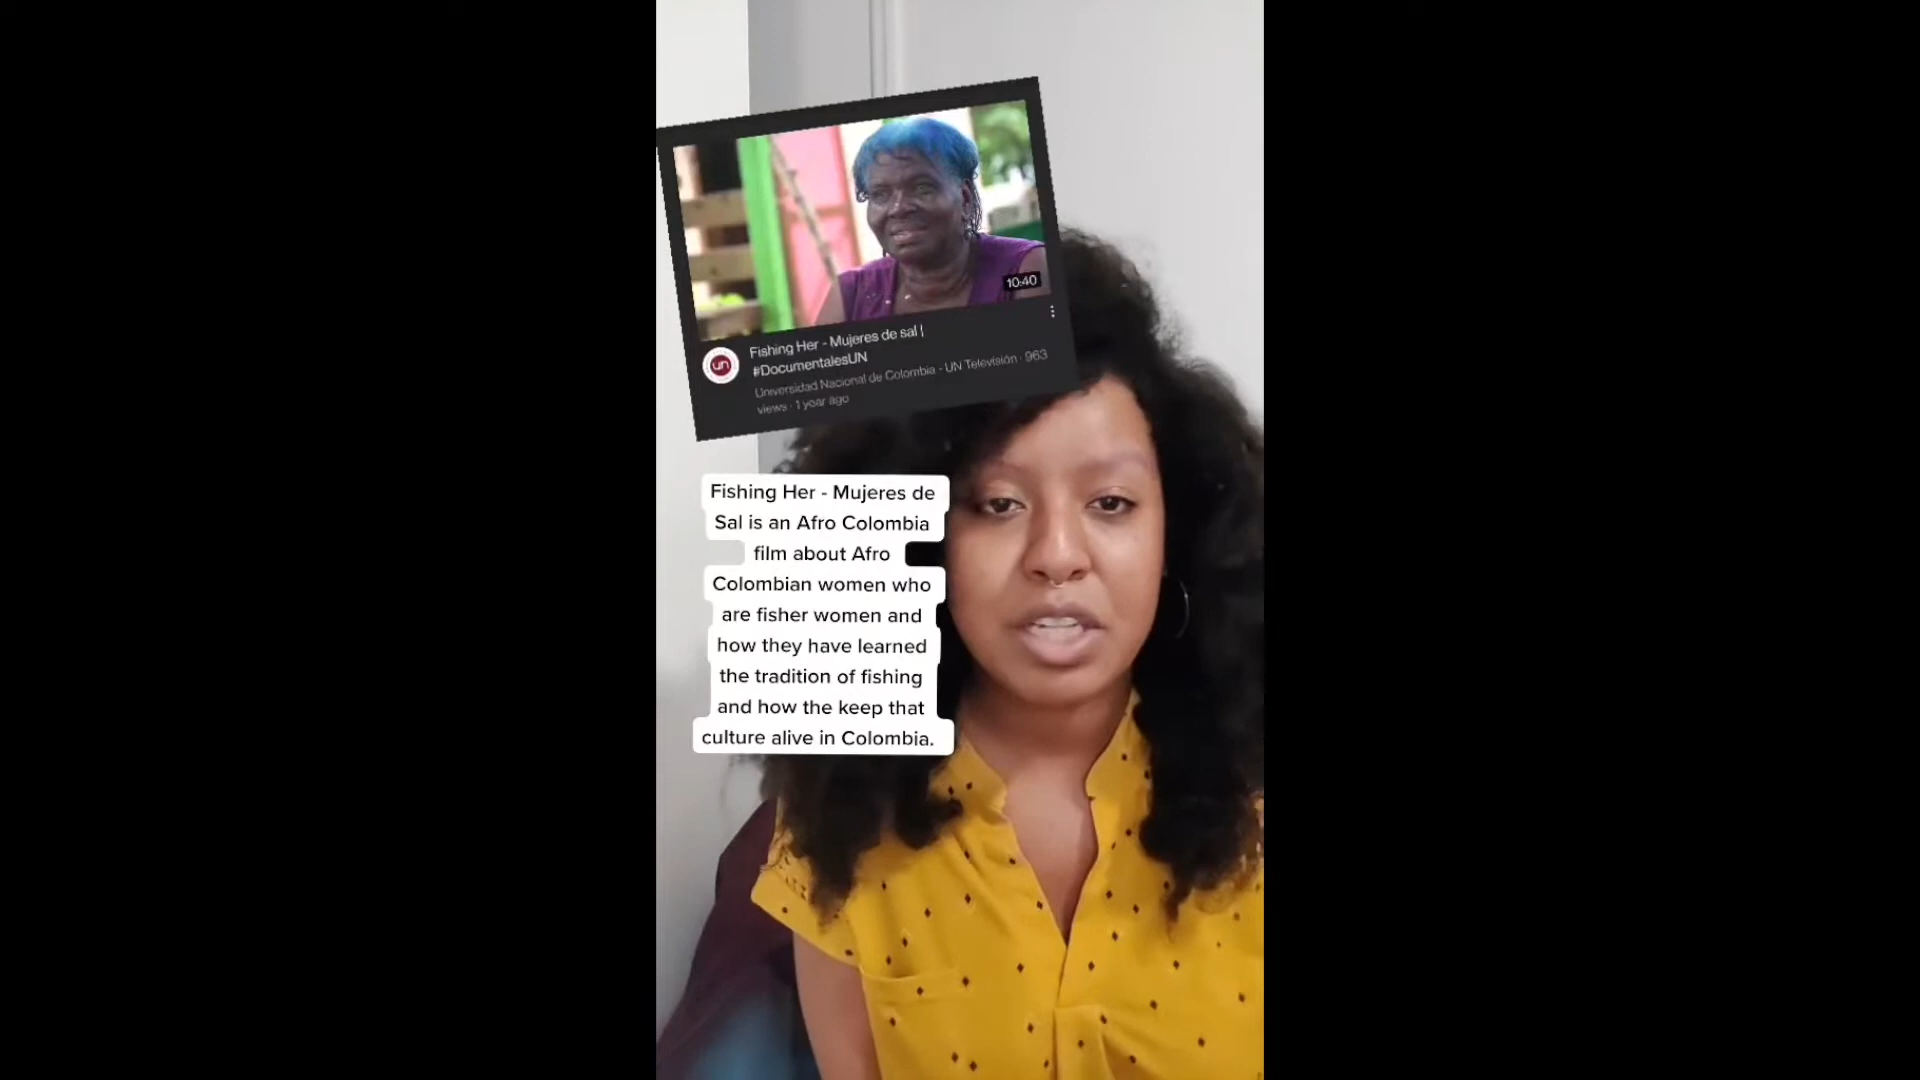 10:40
Fishing Her - Mujeres de sal |
#DocumentalesUN
un
Universidad Nacional de Colombia - UN Televisión · 963
views · 1 year ago
Fishing Her - Mujeres de
Sal is an Afro Colombia
film about Afro
Colombian women who
are fisher women and
how they have learned
the tradition of fishing
and how the keep that
culture alive in Colombia.